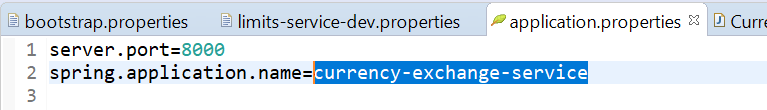 bootstrap.properties limits-service-dev.properties application.properties Curre
1 server.port=8000
2 spring.application.name=currency-exchange-service
3